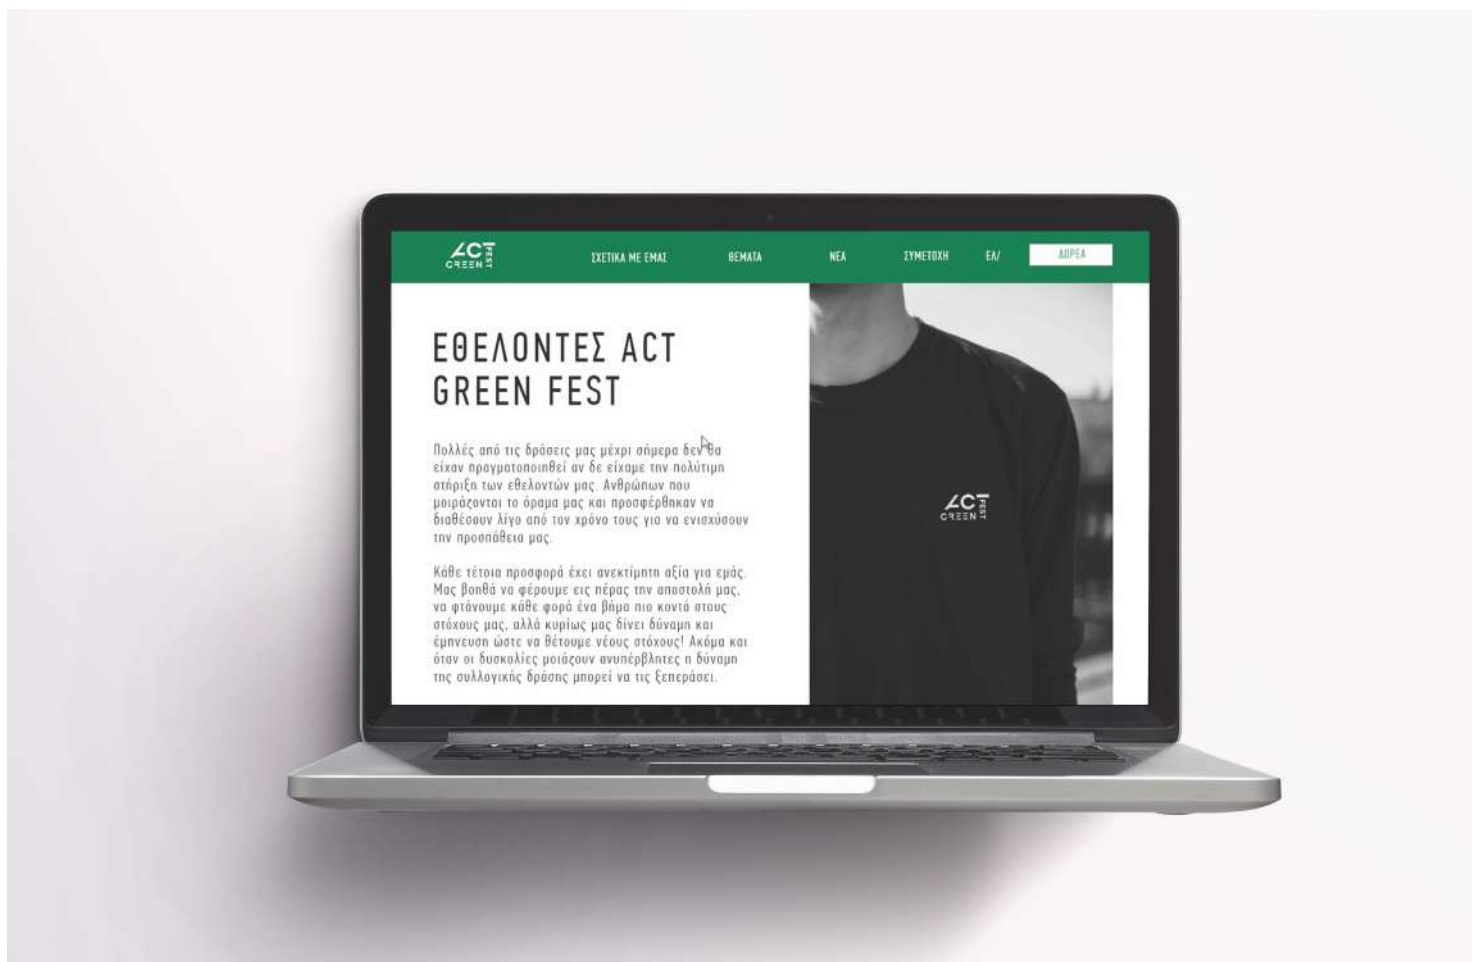 ACT FEST
GREEN
ΣΧΕΤΙΚΑ ΜΕ ΕΜΑΣ ΘΕΜΑΤΑ ΝΕΑ ΣΥΜΕΤΟΧΗ ΕΛ/ ΔΩΡΕΑ
ΕΘΕΛΟΝΤΕΣ ACT
GREEN FEST
Πολλές από τις δράσεις μας μέχρι σήμερα δεν θα
είχαν πραγματοποιηθεί αν δε είχαμε την πολύτιμη
στήριξη των εθελοντών μας. Ανθρώπων που
μοιράζονται το όραμα μας και προσφέρθηκαν να
διαθέσουν λίγο από τον χρόνο τους για να ενισχύσουν
την προσπάθεια μας.
Κάθε τέτοια προσφορά έχει ανεκτίμητη αξία για εμάς.
Μας βοηθά να φέρουμε εις πέρας την αποστολή μας,
να φτάνουμε κάθε φορά ένα βήμα πιο κοντά στους
στόχους μας, αλλά κυρίως μας δίνει δύναμη και
έμπνευση ώστε να θέτουμε νέους στόχους! Ακόμα και
όταν οι δυσκολίες μοιάζουν ανυπέρβλητες η δύναμη
της συλλογικής δράσης μπορεί να τις ξεπεράσει.
ACT FEST
GREEN